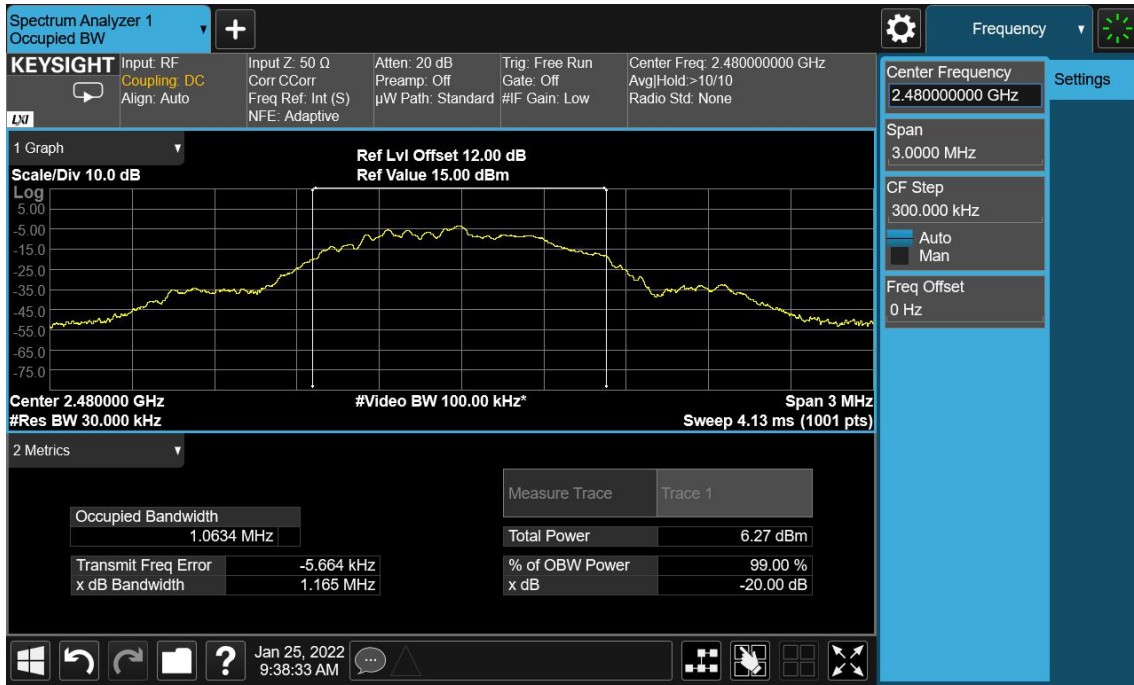 Spectrum Analyzer 1
Occupied BW
Frequency
KEYSIGHT
LXI
Input: RF
Coupling: DC
Align: Auto
Input Z: 50 Ω
Corr CCorr
Freq Ref: Int (S)
NFE: Adaptive
Atten: 20 dB
Preamp: Off
µW Path: Standard
Trig: Free Run
Gate: Off
#IF Gain: Low
Center Freq: 2.480000000 GHz
Avg|Hold:>10/10
Radio Std: None
Center Frequency
2.480000000 GHz
Settings
Span
3.0000 MHz
CF Step
300.000 kHz
Auto
Man
Freq Offset
0 Hz
1 Graph
Scale/Div 10.0 dB
Ref Lvl Offset 12.00 dB
Ref Value 15.00 dBm
Log
5.00
-5.00
-15.0
-25.0
-35.0
-45.0
-55.0
-65.0
-75.0
Center 2.480000 GHz
#Video BW 100.00 kHz*
Span 3 MHz
#Res BW 30.000 kHz
Sweep 4.13 ms (1001 pts)
2 Metrics
Measure Trace Trace 1
Occupied Bandwidth
1.0634 MHz
Total Power 6.27 dBm
Transmit Freq Error -5.664 kHz
% of OBW Power 99.00 %
x dB Bandwidth 1.165 MHz
x dB -20.00 dB
?
Jan 25, 2022
9:38:33 AM